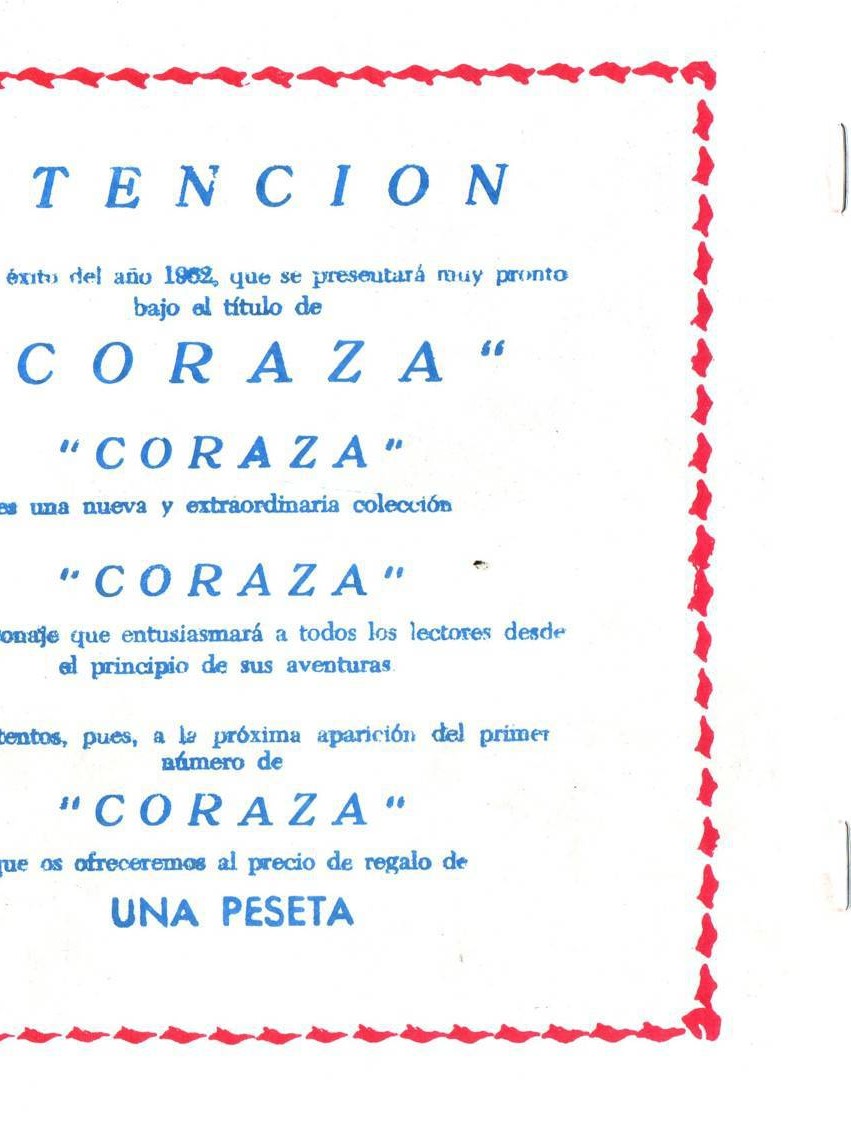 TENCION
éxito del año 1962, que se presentará muy pronto
bajo el título de
CORAZA“
"CORAZA"
es una nueva y extraordinaria colección
"CORAZA"
onaje que entusiasmará a todos los lectores desde
el principio de sus aventuras.
tentos, pues, a la próxima aparición del primer
número de
"CORAZA"
que os ofreceremos al precio de regalo de
UNA PESETA